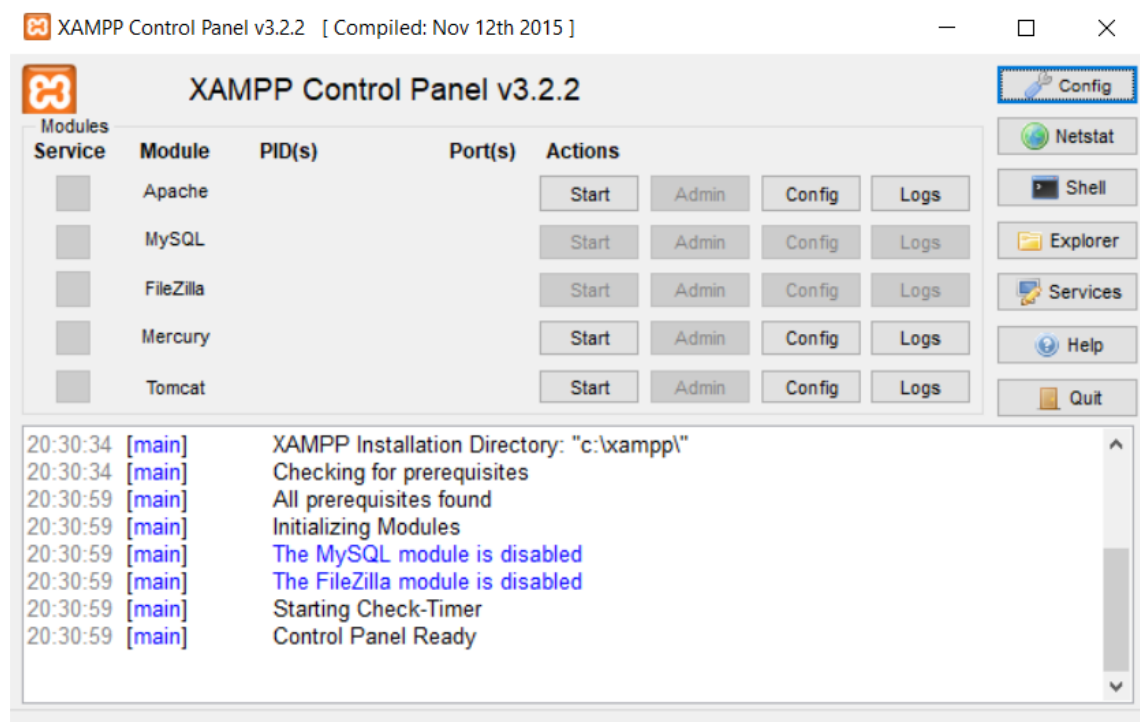 XAMPP Control Panel v3.2.2 [ Compiled: Nov 12th 2015 ]
XAMPP Control Panel v3.2.2
Config
Modules
Service Module PID(s) Port(s) Actions
Netstat
Apache Start Admin Config Logs
Shell
MySQL Start Admin Config Logs
Explorer
FileZilla Start Admin Config Logs
Services
Mercury Start Admin Config Logs
Help
Tomcat Start Admin Config Logs
Quit
20:30:34 [main] XAMPP Installation Directory: "c:\xampp\"
20:30:34 [main] Checking for prerequisites
20:30:59 [main] All prerequisites found
20:30:59 [main] Initializing Modules
20:30:59 [main] The MySQL module is disabled
20:30:59 [main] The FileZilla module is disabled
20:30:59 [main] Starting Check-Timer
20:30:59 [main] Control Panel Ready